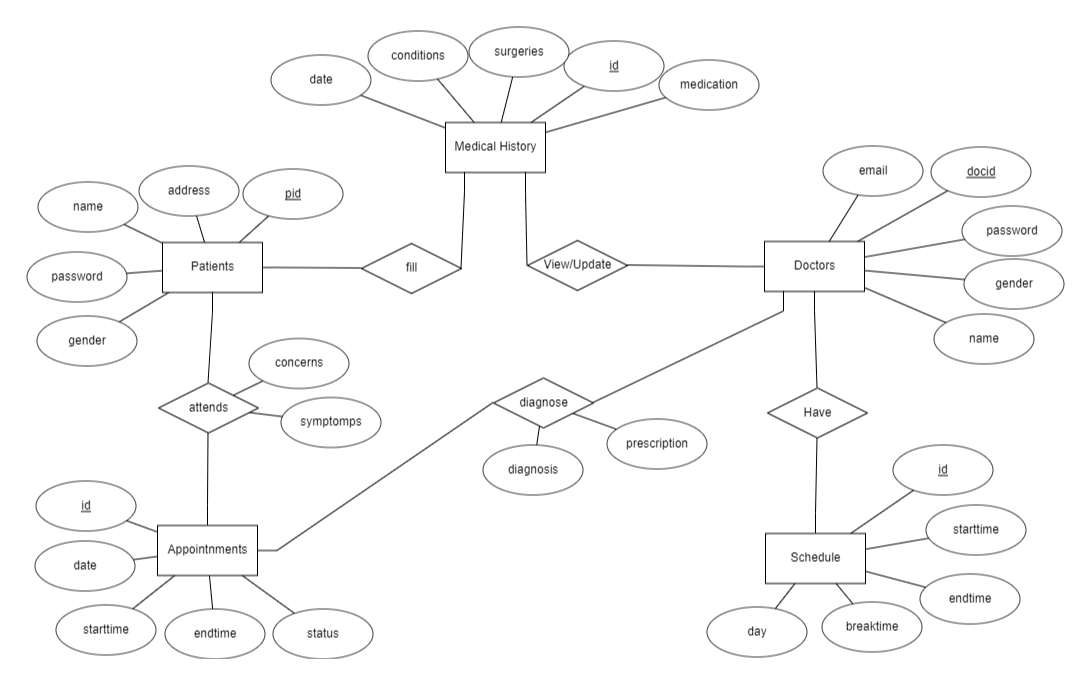 conditions
surgeries
id
date
medication
Medical History
email
docid
address
pid
name
password
Patients
fill
View/Update
Doctors
password
gender
gender
name
concerns
attends
symptomps
diagnose
Have
prescription
diagnosis
id
id
starttime
Appointnments
Schedule
date
endtime
starttime
endtime
status
day
breaktime